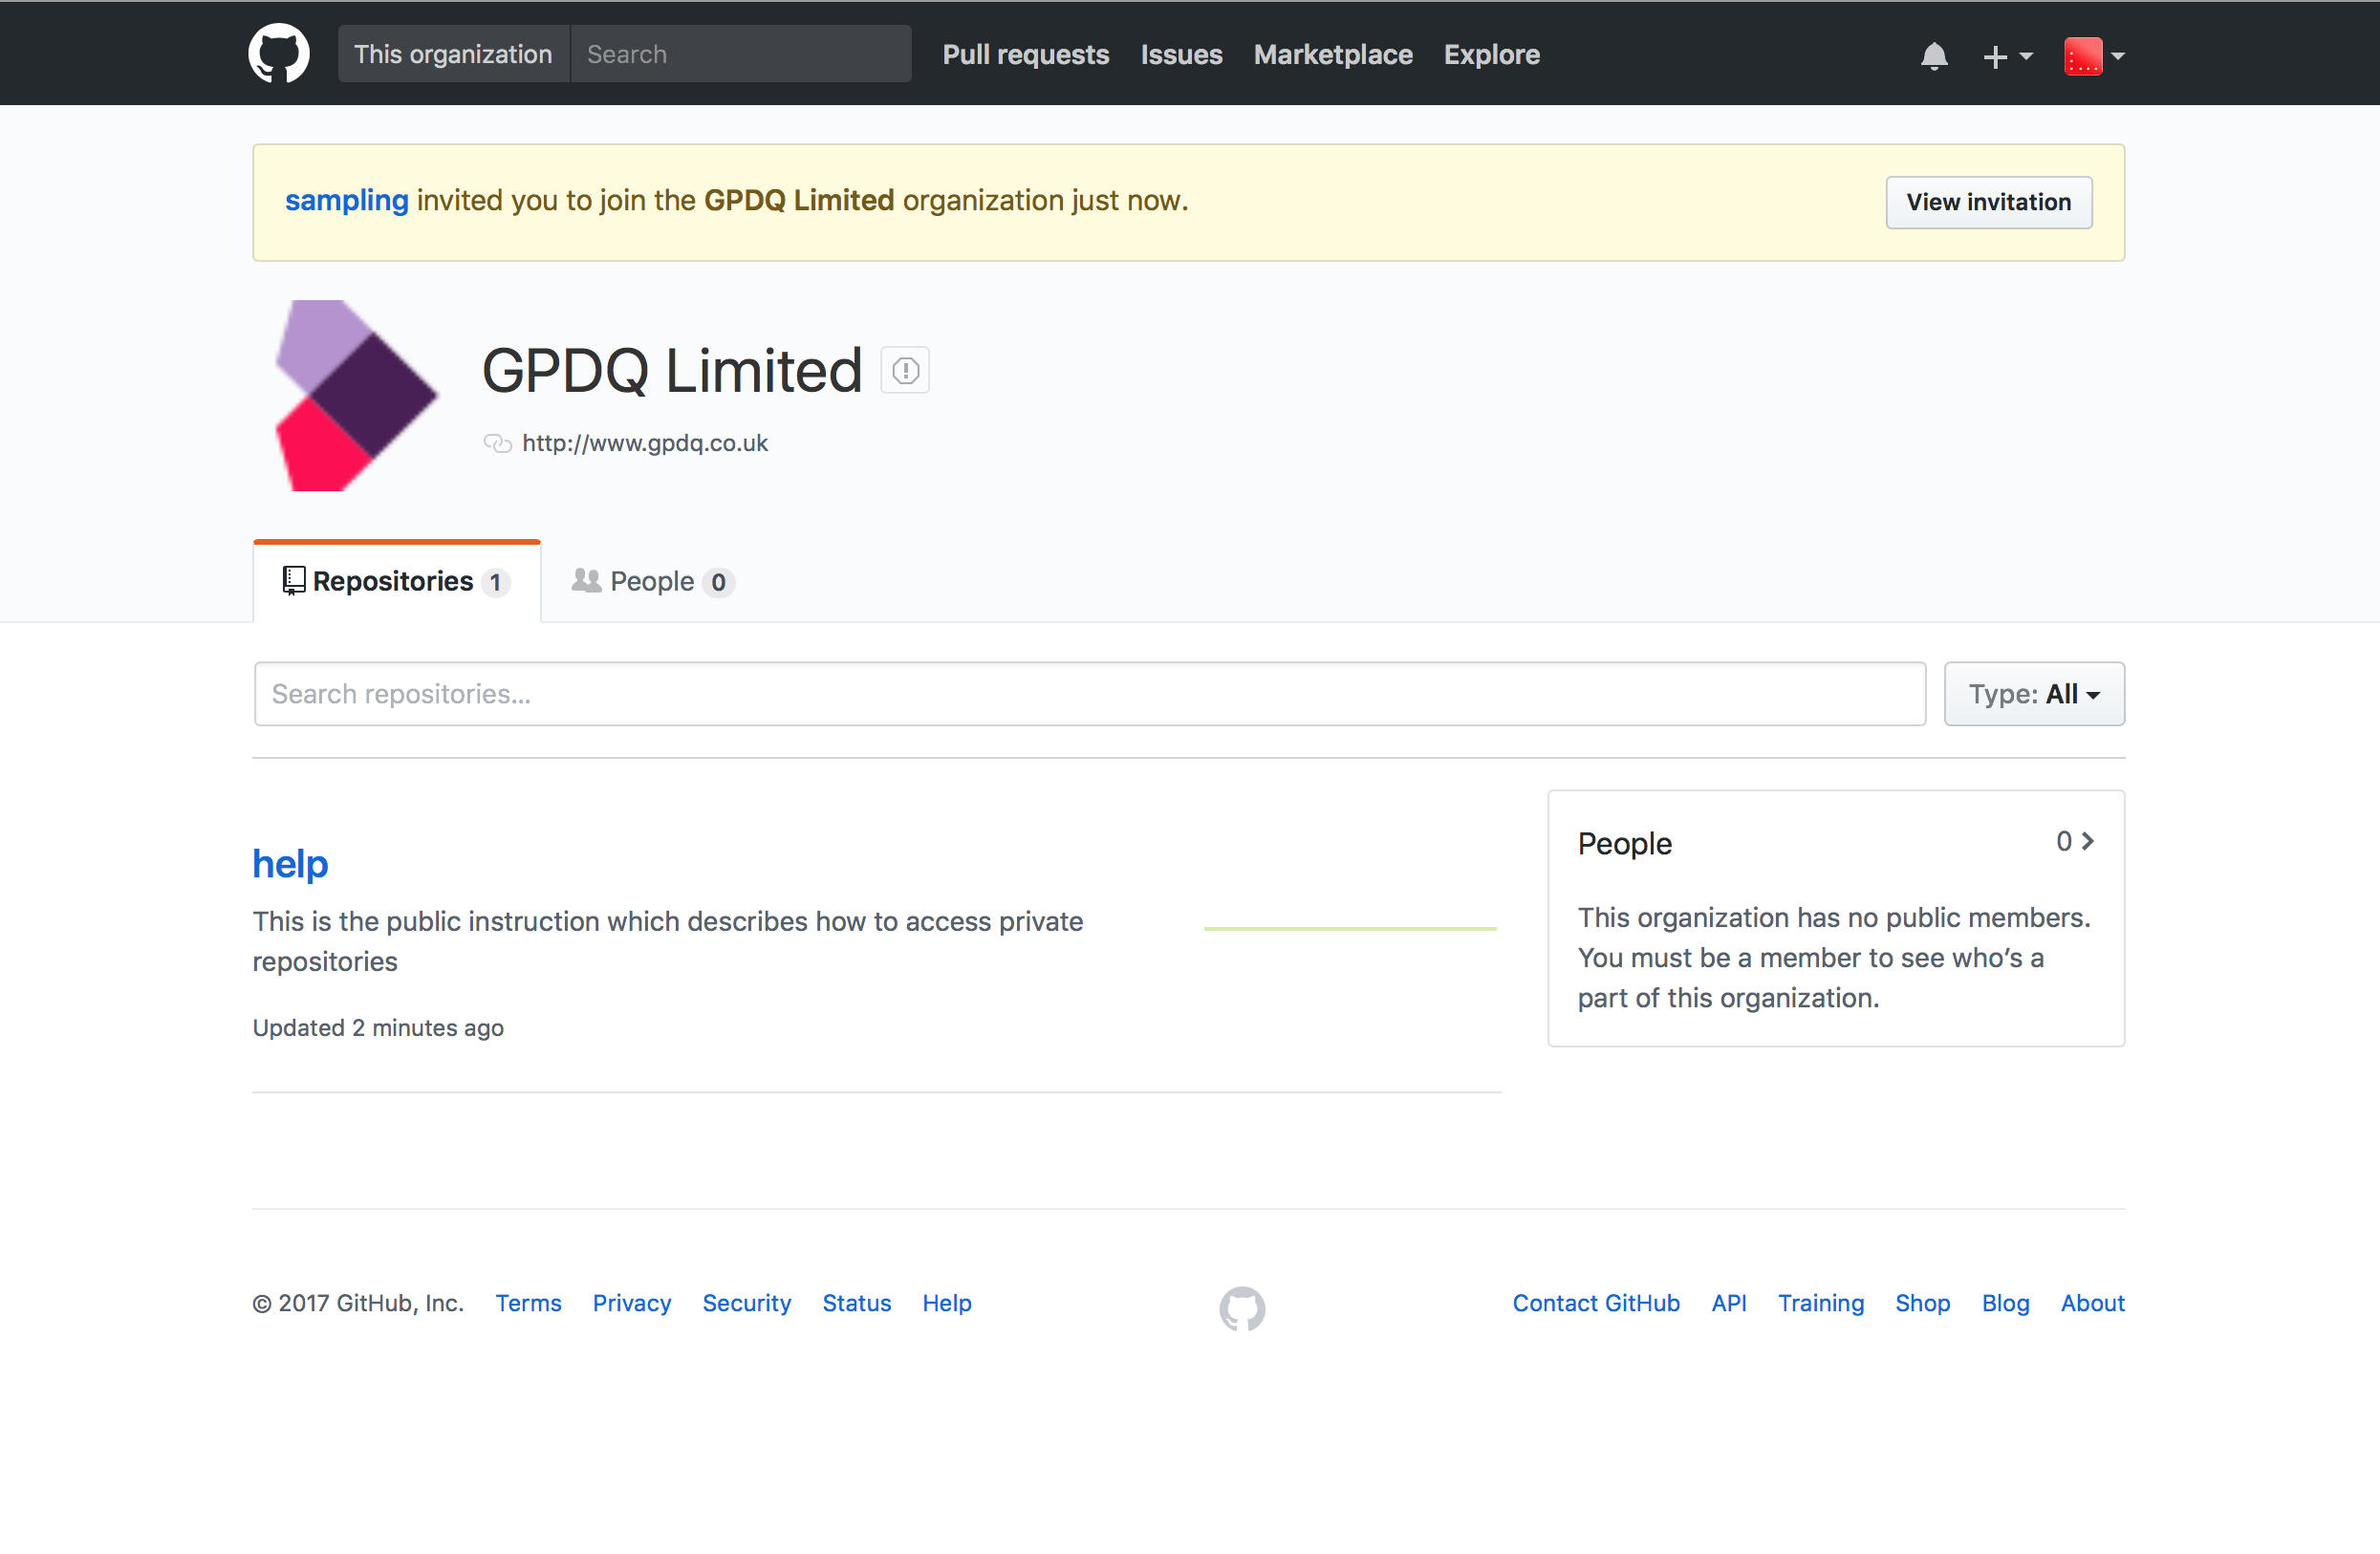 This organization Search Pull requests Issues Marketplace Explore
sampling invited you to join the GPDQ Limited organization just now. View invitation
GPDQ Limited
http://www.gpdq.co.uk
Repositories 1 People 0
Search repositories... Type: All
help
This is the public instruction which describes how to access private
repositories
Updated 2 minutes ago
People 0
This organization has no public members.
You must be a member to see who’s a
part of this organization.
© 2017 GitHub, Inc. Terms Privacy Security Status Help Contact GitHub API Training Shop Blog About